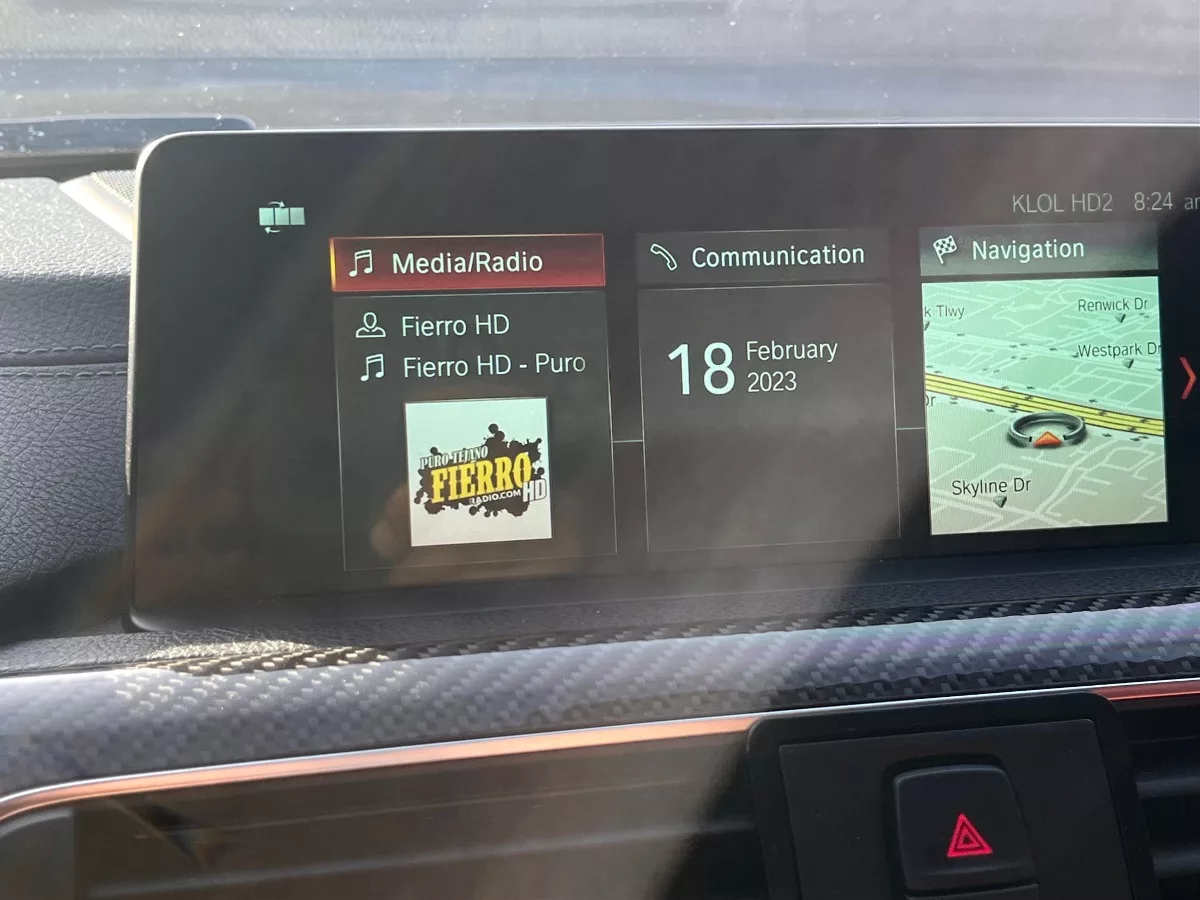 KLOL HD2 8:24 am
Media/Radio
Fierro HD
Fierro HD - Puro
PURO TEJANO
FIERRO
RADIO.COM HD
Communication
18 February
2023
Navigation
Renwick Dr
Westpark Dr
Skyline Dr